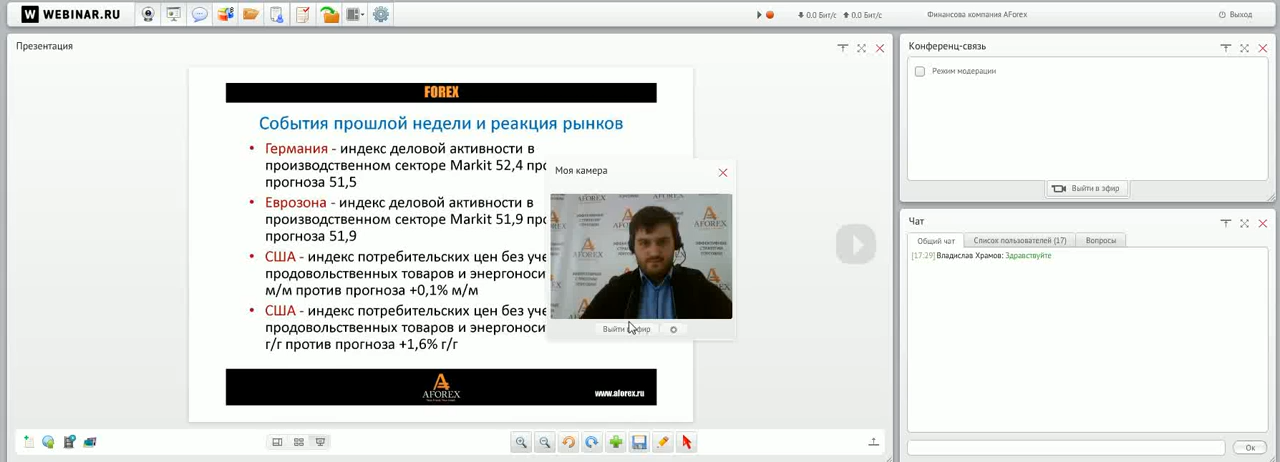 W WEBINAR.RU
0.0 Бит/с 0.0 Бит/с
Финансова компания AForex
Выход
Презентация
FOREX
События прошлой недели и реакция рынков
• Германия - индекс деловой активности в
производственном секторе Markit 52,4 про
прогноза 51,5
• Еврозона - индекс деловой активности в
производственном секторе Markit 51,9 про
прогноза 51,9
• США - индекс потребительских цен без уче
продовольственных товаров и энергоноси
м/м против прогноза +0,1% м/м
• США - индекс потребительских цен без уче
продовольственных товаров и энергоноси
г/г против прогноза +1,6% г/г
AFOREX
www.aforex.ru
Моя камера
AFOREX
AFOREX
AFOREX
AFOREX
Выйти в эфир
Конференц-связь
Режим модерации
Выйти в эфир
Чат
Общий чат
Список пользователей (17)
Вопросы
[17:29] Владислав Храмов: Здравствуйте
Ок